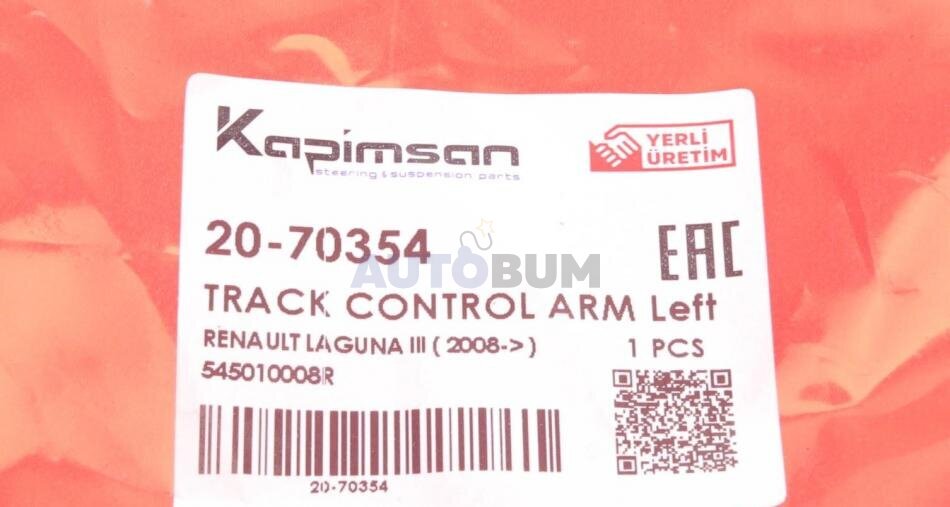 Kapimsan
steering & suspension parts
YERLİ
ÜRETİM
20-70354
EAC
AUTOBUM
TRACK CONTROL ARM Left
RENAULT LAGUNA III ( 2008-> )
1 PCS
545010008R
20-70354